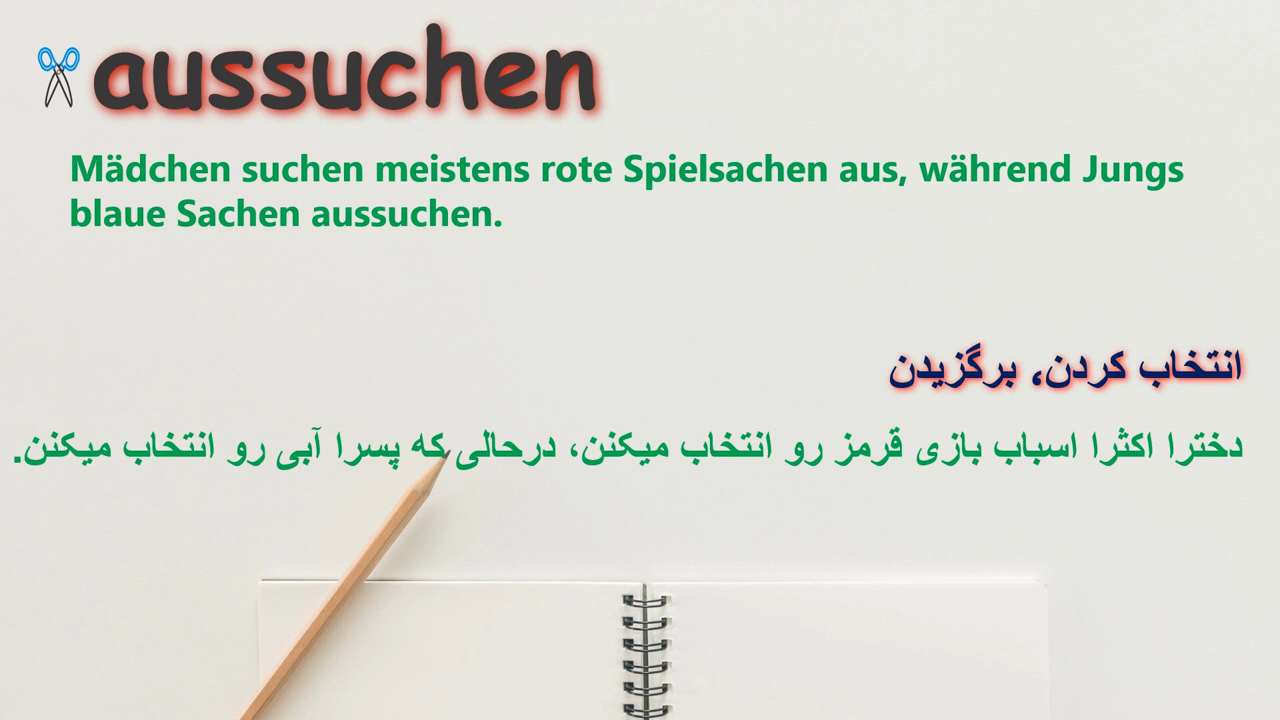 aussuchen
Mädchen suchen meistens rote Spielsachen aus, während Jungs
blaue Sachen aussuchen.
انتخاب کردن، برگزیدن
دخترا اکثرا اسباب بازی قرمز رو انتخاب میکنن، درحالی که پسرا آبی رو انتخاب میکنن.